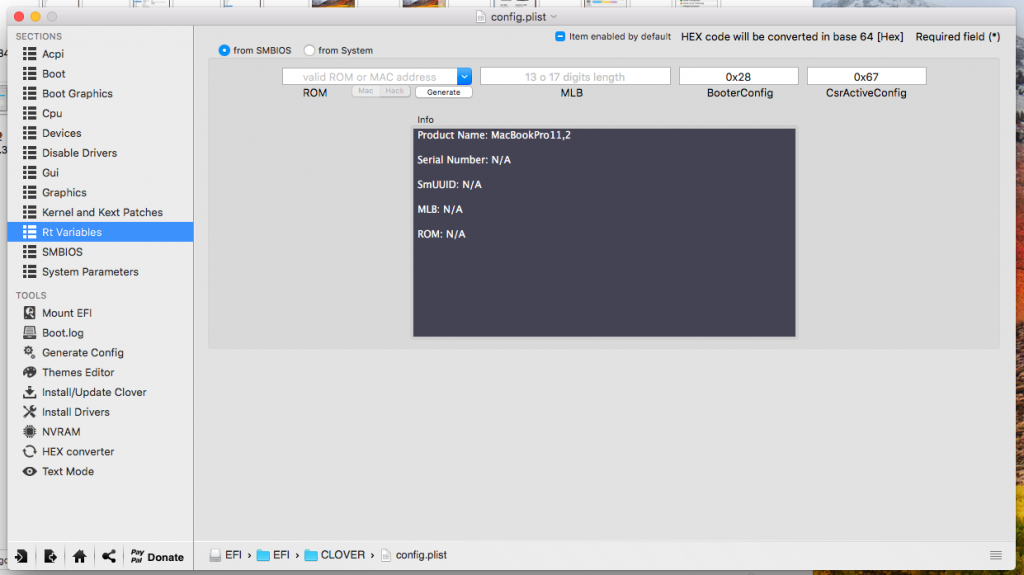 config.plist
SECTIONS
Acpi
Boot
Boot Graphics
Cpu
Devices
Disable Drivers
Gui
Graphics
Kernel and Kext Patches
Rt Variables
SMBIOS
System Parameters
TOOLS
Mount EFI
Boot.log
Generate Config
Themes Editor
Install/Update Clover
Install Drivers
NVRAM
HEX converter
Text Mode
Pay Pal Donate
Item enabled by default HEX code will be converted in base 64 [Hex] Required field (*)
from SMBIOS from System
valid ROM or MAC address 13 o 17 digits length 0x28 0x67
ROM Mac Hack Generate MLB BooterConfig CsrActiveConfig
Info
Product Name: MacBookPro11,2
Serial Number: N/A
SmUUID: N/A
MLB: N/A
ROM: N/A
EFI › EFI › CLOVER › config.plist